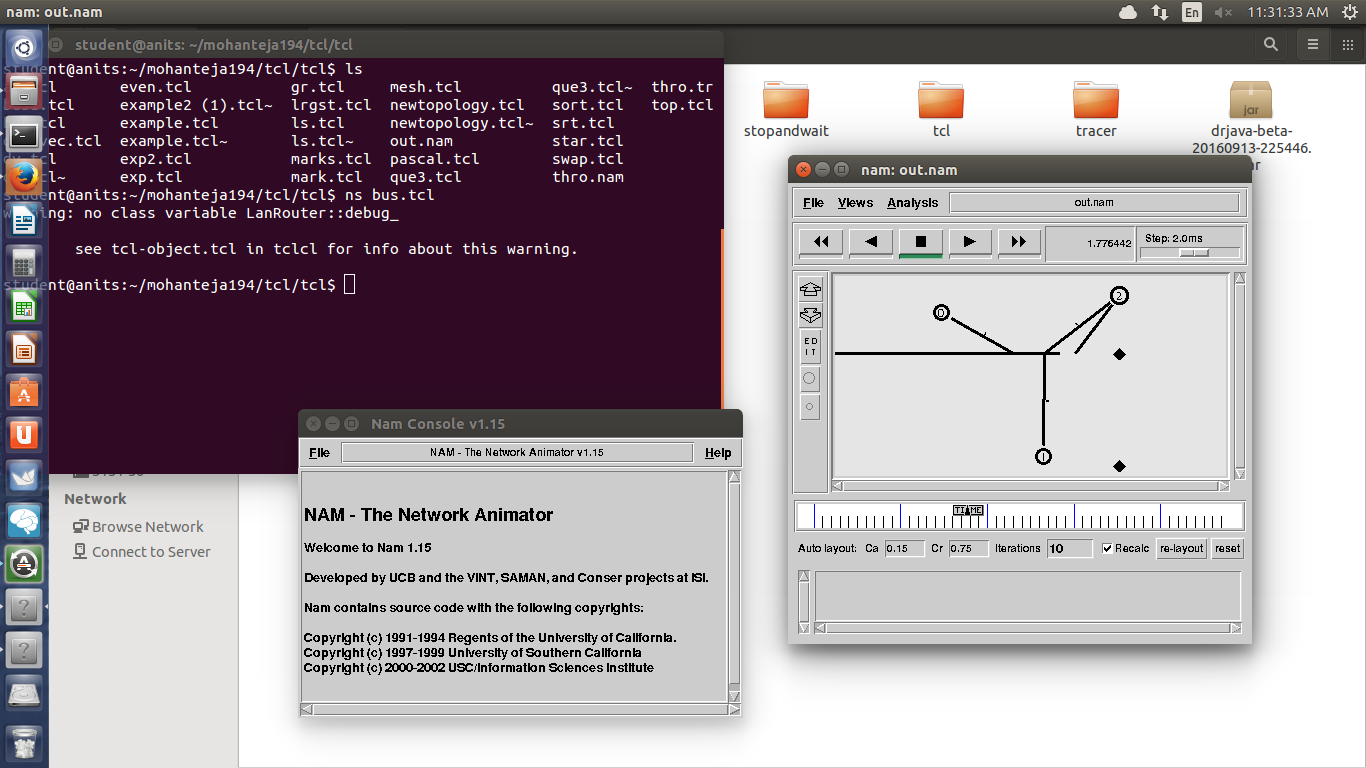 nam: out.nam
En
11:31:33 AM
student@anits: ~/mohanteja194/tcl/tcl
student@anits:~/mohanteja194/tcl/tcl$ ls
even.tcl gr.tcl mesh.tcl que3.tcl~ thro.tr
example2 (1).tcl~ lrgst.tcl newtopology.tcl sort.tcl top.tcl
example.tcl ls.tcl newtopology.tcl~ srt.tcl
example.tcl~ ls.tcl~ out.nam star.tcl
exp2.tcl marks.tcl pascal.tcl swap.tcl
exp.tcl mark.tcl que3.tcl thro.nam
student@anits:~/mohanteja194/tcl/tcl$ ns bus.tcl
warning: no class variable LanRouter::debug_
see tcl-object.tcl in tclcl for info about this warning.
student@anits:~/mohanteja194/tcl/tcl$
stopandwait
tcl
tracer
jar
drjava-beta-
20160913-225446.
Network
Browse Network
Connect to Server
Nam Console v1.15
File
NAM - The Network Animator v1.15
Help
NAM - The Network Animator
Welcome to Nam 1.15
Developed by UCB and the VINT, SAMAN, and Conser projects at ISI.
Nam contains source code with the following copyrights:
Copyright (c) 1991-1994 Regents of the University of California.
Copyright (c) 1997-1999 University of Southern California
Copyright (c) 2000-2002 USC/Information Sciences Institute
nam: out.nam
File Views Analysis
out.nam
1.776442
Step: 2.0ms
ED
IT
0
2
1
TIME
Auto layout: Ca 0.15 Cr 0.75 Iterations 10 Recalc re-layout reset